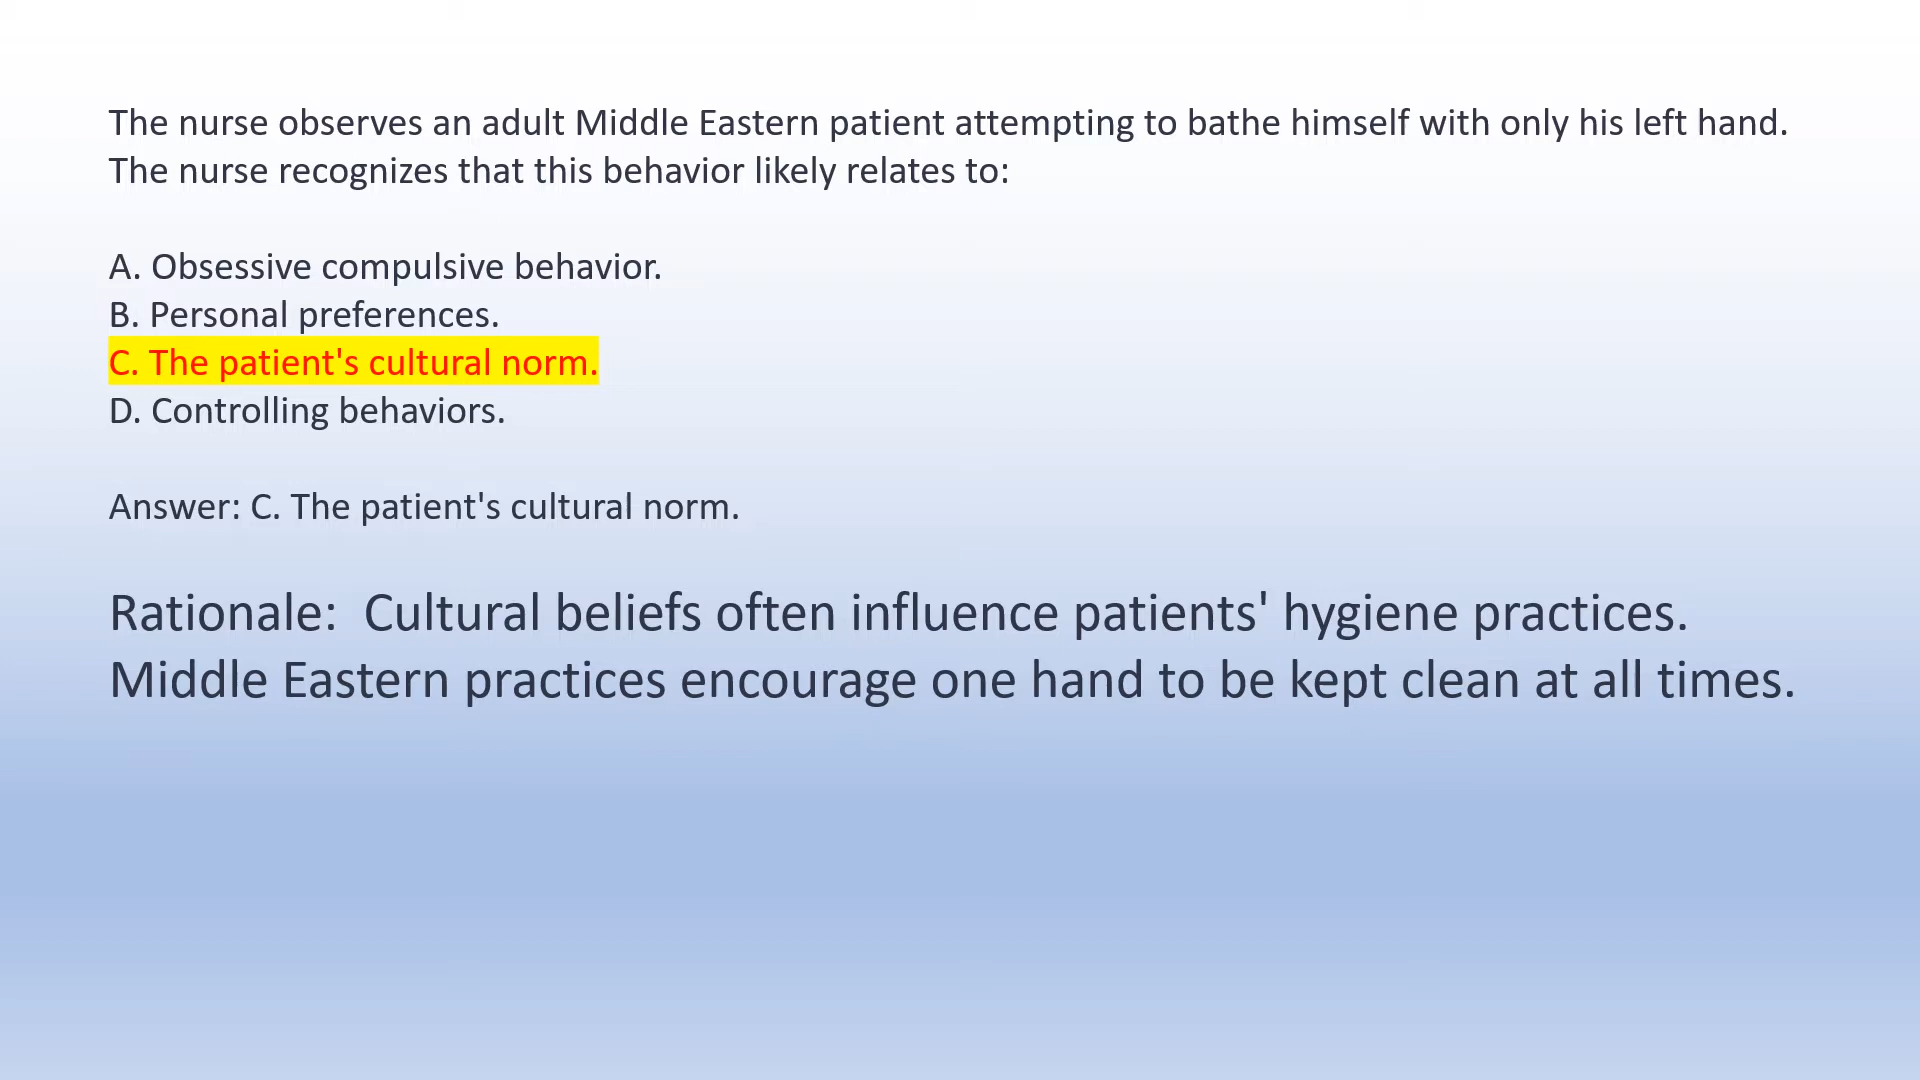 The nurse observes an adult Middle Eastern patient attempting to bathe himself with only his left hand.
The nurse recognizes that this behavior likely relates to:
A. Obsessive compulsive behavior.
B. Personal preferences.
C. The patient's cultural norm.
D. Controlling behaviors.
Answer: C. The patient's cultural norm.
Rationale:  Cultural beliefs often influence patients' hygiene practices.
Middle Eastern practices encourage one hand to be kept clean at all times.